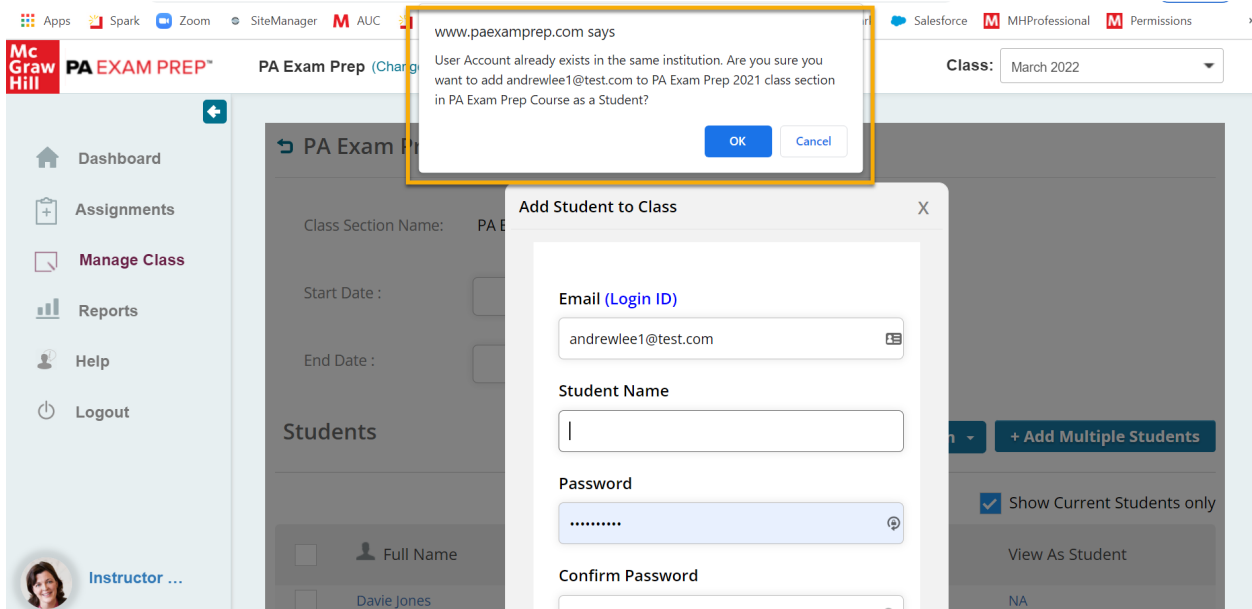 Apps Spark Zoom SiteManager AUC Salesforce MHProfessional Permissions
www.paexamprep.com says
User Account already exists in the same institution. Are you sure you
want to add andrewlee1@test.com to PA Exam Prep 2021 class section
in PA Exam Prep Course as a Student?
OK Cancel
Mc
Graw
Hill
PA EXAM PREP™
PA Exam Prep
Class: March 2022
Dashboard
Assignments
Manage Class
Reports
Help
Logout
Instructor ...
PA Exam
Class Section Name: PA
Start Date :
End Date :
Students
+ Add Multiple Students
Show Current Students only
Full Name View As Student
Davie Jones NA
Add Student to Class X
Email (Login ID)
andrewlee1@test.com
Student Name
Password
••••••••••
Confirm Password